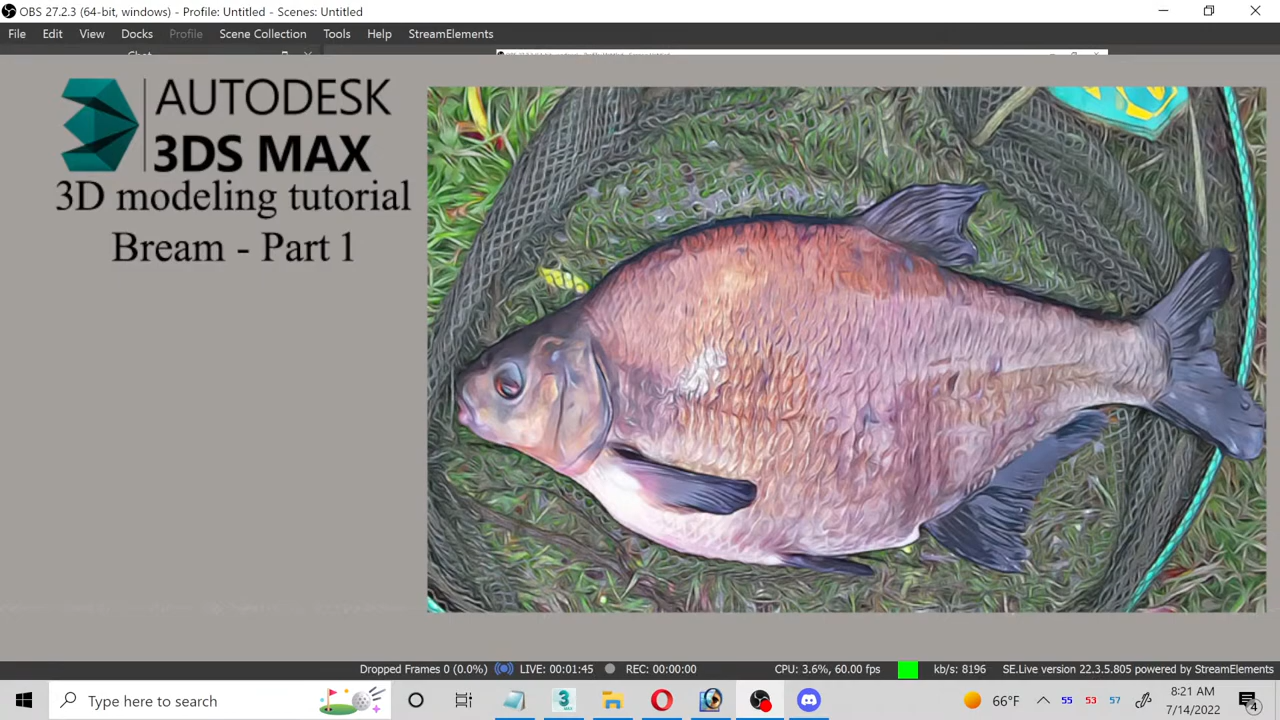 OBS 27.2.3 (64-bit, windows) - Profile: Untitled - Scenes: Untitled
File Edit View Docks Profile Scene Collection Tools Help StreamElements
AUTODESK
3DS MAX
3D modeling tutorial
Bream - Part 1
Dropped Frames 0 (0.0%) LIVE: 00:01:45 REC: 00:00:00 CPU: 3.6%, 60.00 fps kb/s: 8196 SE.Live version 22.3.5.805 powered by StreamElements
Type here to search
3
66°F 55 53 57
8:21 AM
7/14/2022
4